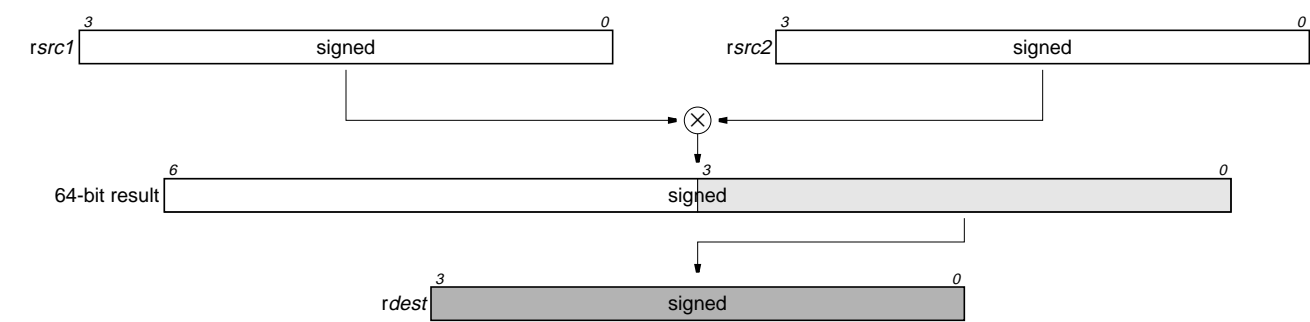 3 0 3 0
rsrc1 signed rsrc2 signed
6 3 0
64-bit result signed
3 0
rdest signed